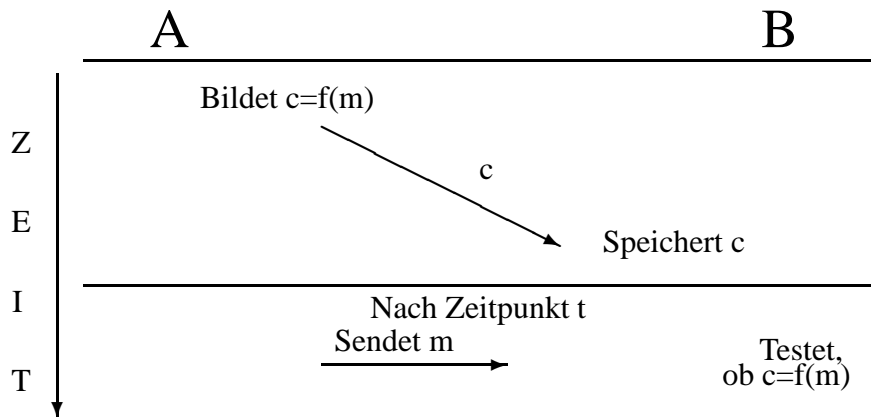 A
B
Bildet c=f(m)
Z
c
E
Speichert c
I
Nach Zeitpunkt t
Sendet m
Testet,
T
ob c=f(m)